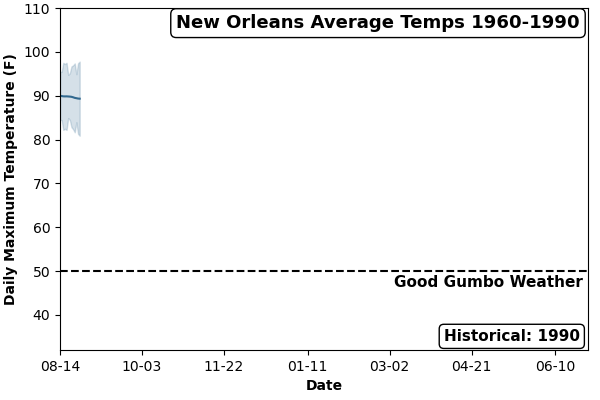 New Orleans Average Temps 1960-1990
110
100
90
80
70
60
50
40
Daily Maximum Temperature (F)
Good Gumbo Weather
Historical: 1990
08-14 10-03 11-22 01-11 03-02 04-21 06-10
Date